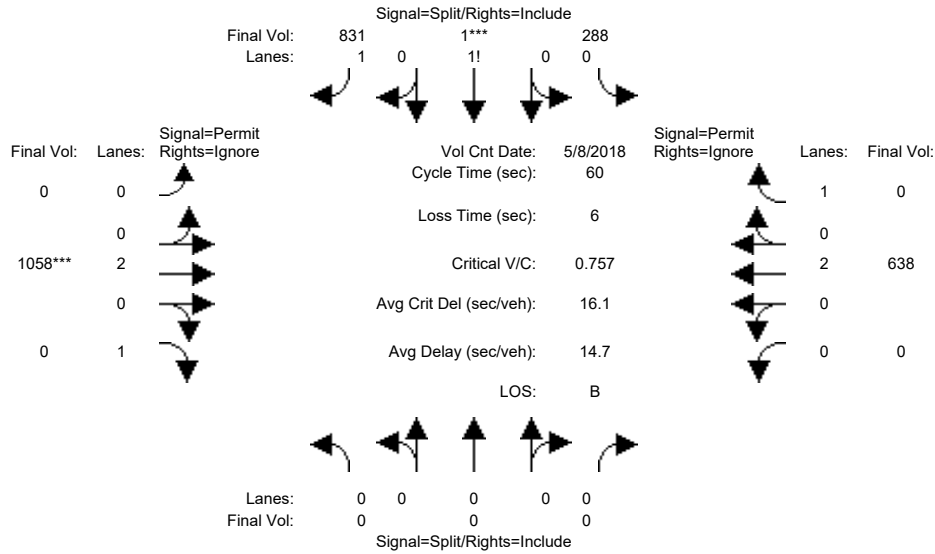 Signal=Split/Rights=Include
Final Vol: 831 1*** 288
Lanes: 1 0 1! 0 0
Signal=Permit
Final Vol: Lanes: Rights=Ignore
Vol Cnt Date: 5/8/2018
Signal=Permit
Rights=Ignore Lanes: Final Vol:
Cycle Time (sec): 60
0 0
1 0
Loss Time (sec): 6
0
0
1058*** 2
Critical V/C: 0.757
2 638
0
Avg Crit Del (sec/veh): 16.1
0
0 1
Avg Delay (sec/veh): 14.7
0 0
LOS: B
Lanes: 0 0 0 0 0
Final Vol: 0 0 0
Signal=Split/Rights=Include